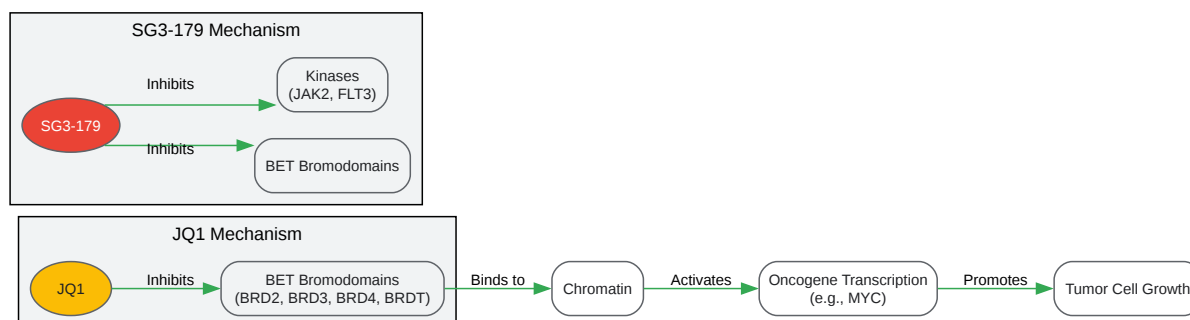 SG3-179 Mechanism
Inhibits
Kinases
(JAK2, FLT3)
SG3-179
Inhibits
BET Bromodomains
JQ1 Mechanism
JQ1
Inhibits
BET Bromodomains
(BRD2, BRD3, BRD4, BRDT)
Binds to
Chromatin
Activates
Oncogene Transcription
(e.g., MYC)
Promotes
Tumor Cell Growth